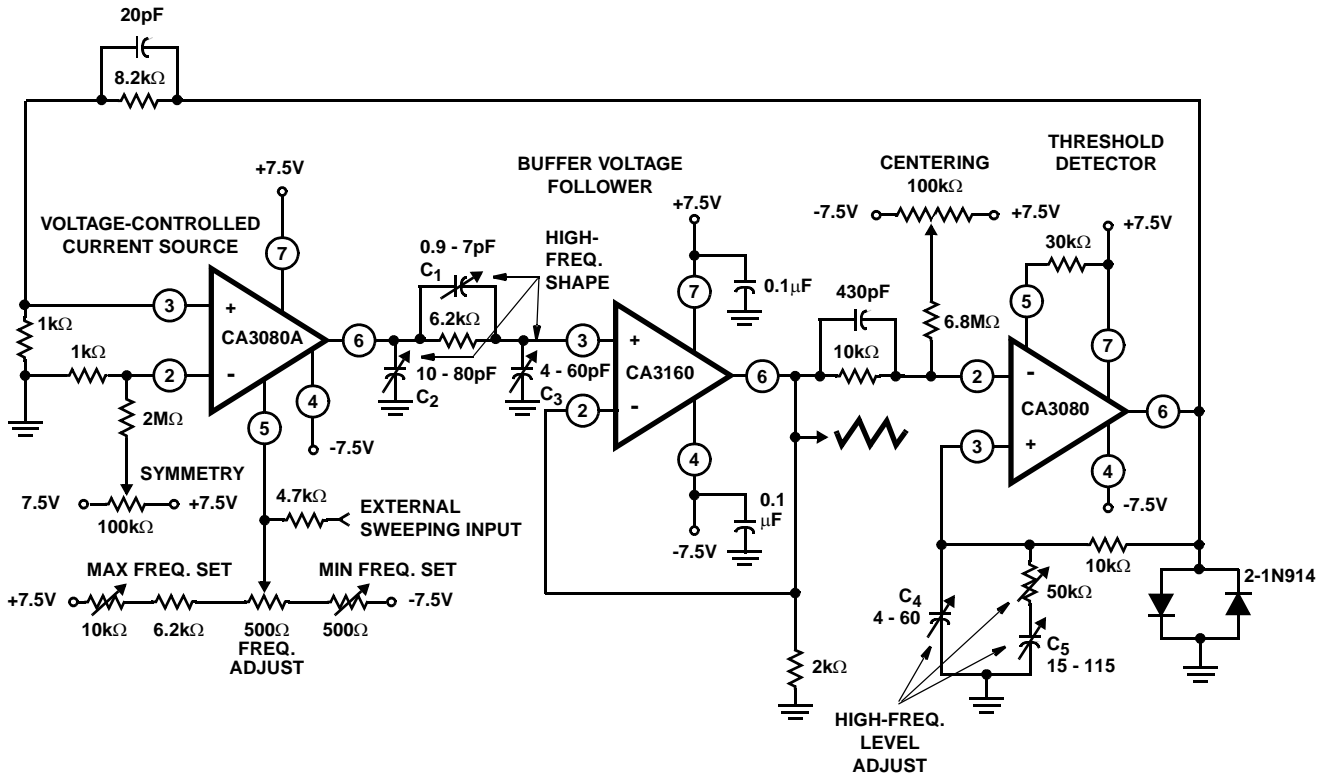 20pF
8.2kΩ
THRESHOLD
DETECTOR
+7.5V
BUFFER VOLTAGE
FOLLOWER
CENTERING
100kΩ
-7.5V
+7.5V
+7.5V
+7.5V
VOLTAGE-CONTROLLED
CURRENT SOURCE
7
0.9 - 7pF
C1
HIGH-
FREQ.
SHAPE
30kΩ
0.1µF
7
5
430pF
6.8MΩ
3
+
CA3080A
6
6.2kΩ
3
+
CA3160
6
10kΩ
7
1kΩ
1kΩ
2
-
10 - 80pF
C2
4 - 60pF
C3
2
-
2
-
CA3080
6
4
5
2MΩ
-7.5V
3
+
4
-7.5V
4
SYMMETRY
7.5V
+7.5V
100kΩ
4.7kΩ
EXTERNAL
SWEEPING INPUT
0.1
µF
-7.5V
10kΩ
2-1N914
MAX FREQ. SET
MIN FREQ. SET
+7.5V
-7.5V
10kΩ
6.2kΩ
500Ω
500Ω
FREQ.
ADJUST
C4
4 - 60
50kΩ
C5
15 - 115
2kΩ
HIGH-FREQ.
LEVEL
ADJUST